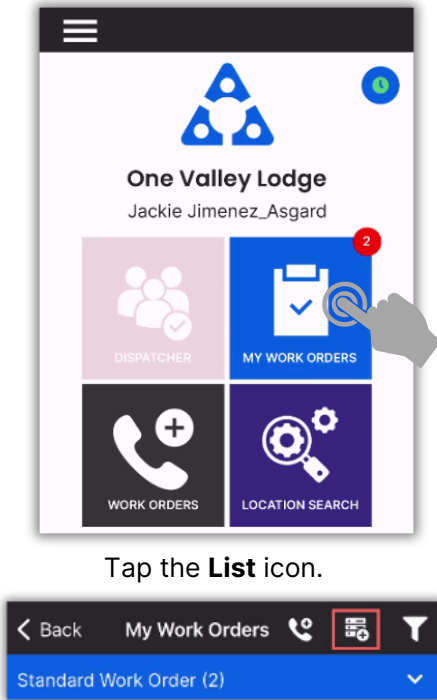 One Valley Lodge
Jackie Jimenez_Asgard
2
DISPATCHER
MY WORK ORDERS
WORK ORDERS
LOCATION SEARCH
Tap the List icon.
Back My Work Orders
Standard Work Order (2)